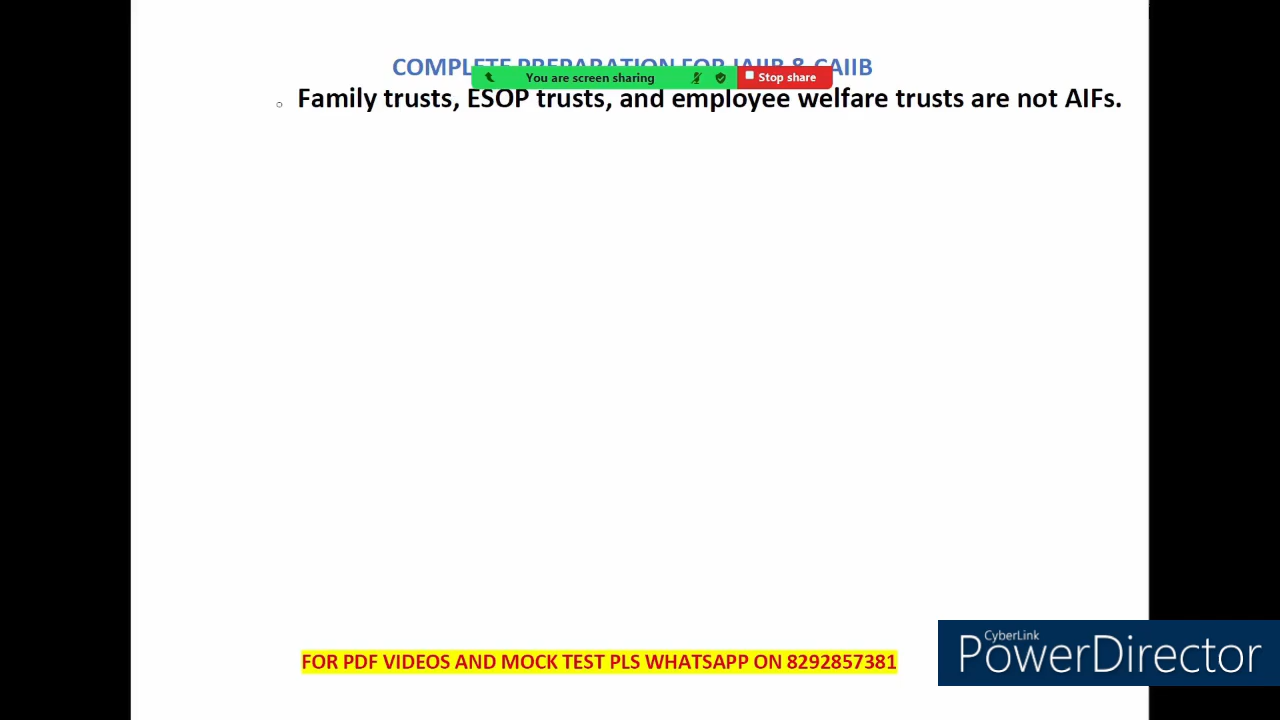 COMPLETE PREPARATION FOR JAIIB & CAIIB
You are screen sharing
Stop share
Family trusts, ESOP trusts, and employee welfare trusts are not AIFs.
FOR PDF VIDEOS AND MOCK TEST PLS WHATSAPP ON 8292857381
CyberLink
PowerDirector